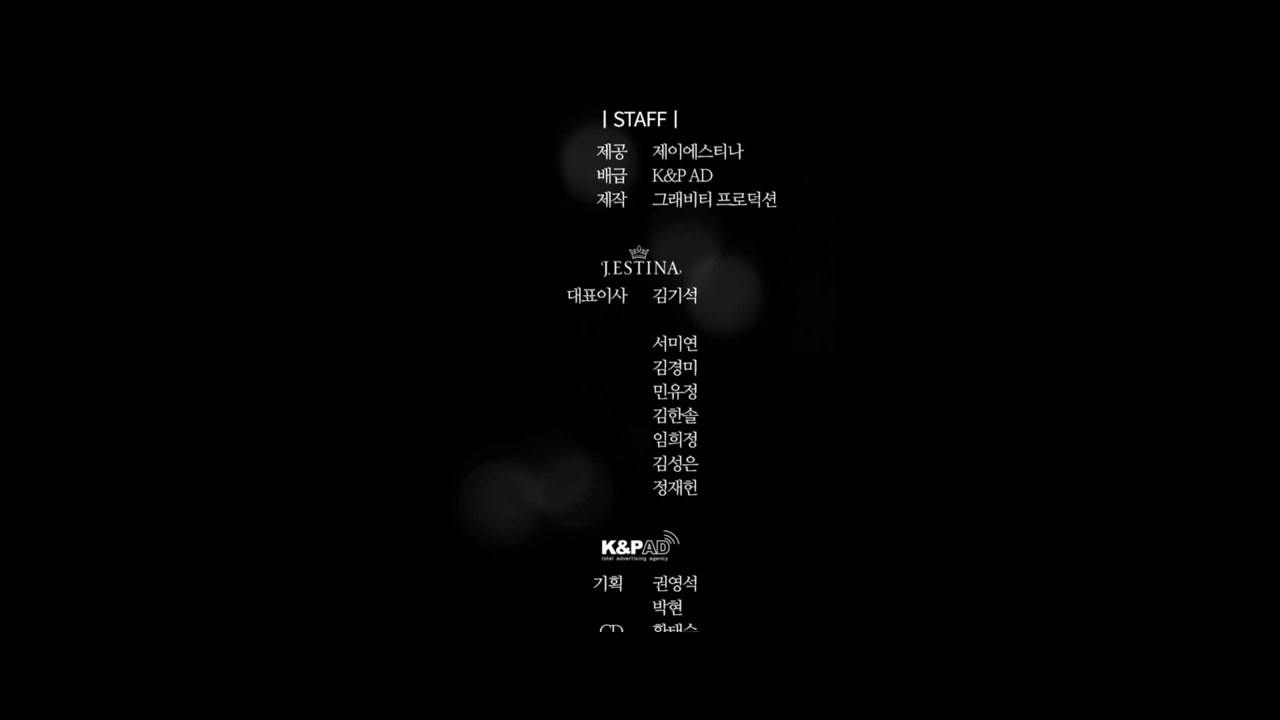 | STAFF |
제공 제이에스티나
배급 K&P AD
제작 그래비티 프로덕션
J.ESTINA
대표이사 김기석
서미연
김경미
민유정
김한솔
임희정
김성은
정재헌
K&PAD
total advertising agency
기획 권영석
박현
CD